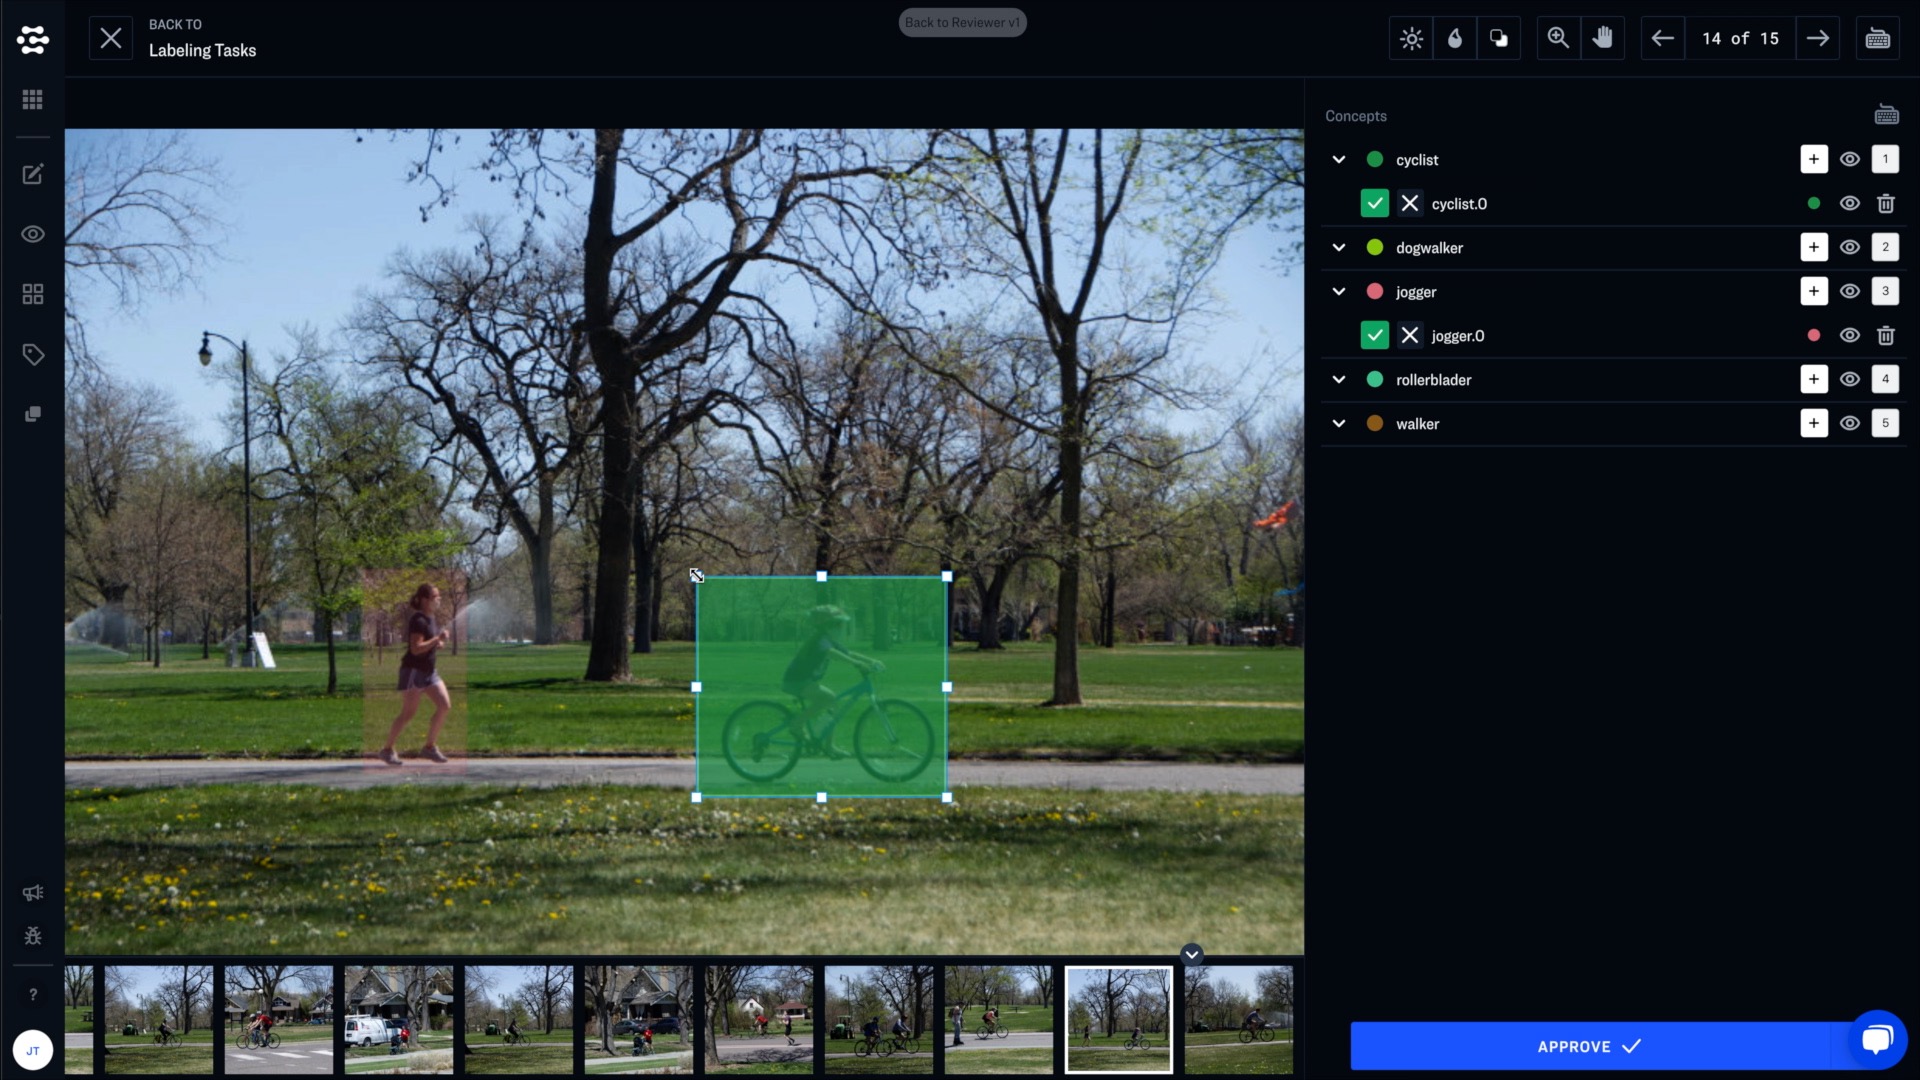 BACK TO
Labeling Tasks
Back to Reviewer v1
14 of 15
Concepts
cyclist
1
cyclist.0
dogwalker
2
jogger
3
jogger.0
rollerblader
4
walker
5
?
JT
APPROVE